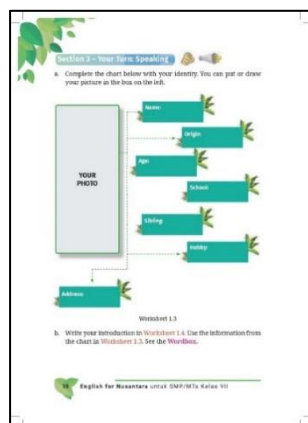 Section 3 - Your Turn: Speaking
a. Complete the chart below with your identity. You can put or draw
your picture in the box on the left.
YOUR
PHOTO
Name:
Origin:
Age:
School:
Sibling:
Hobby:
Address:
Worksheet 1.3
b. Write your introduction in Worksheet 1.4. Use the information from
the chart in Worksheet 1.3. See the Wordbox.
English for Nusantara untuk SMP/MTs Kelas VII